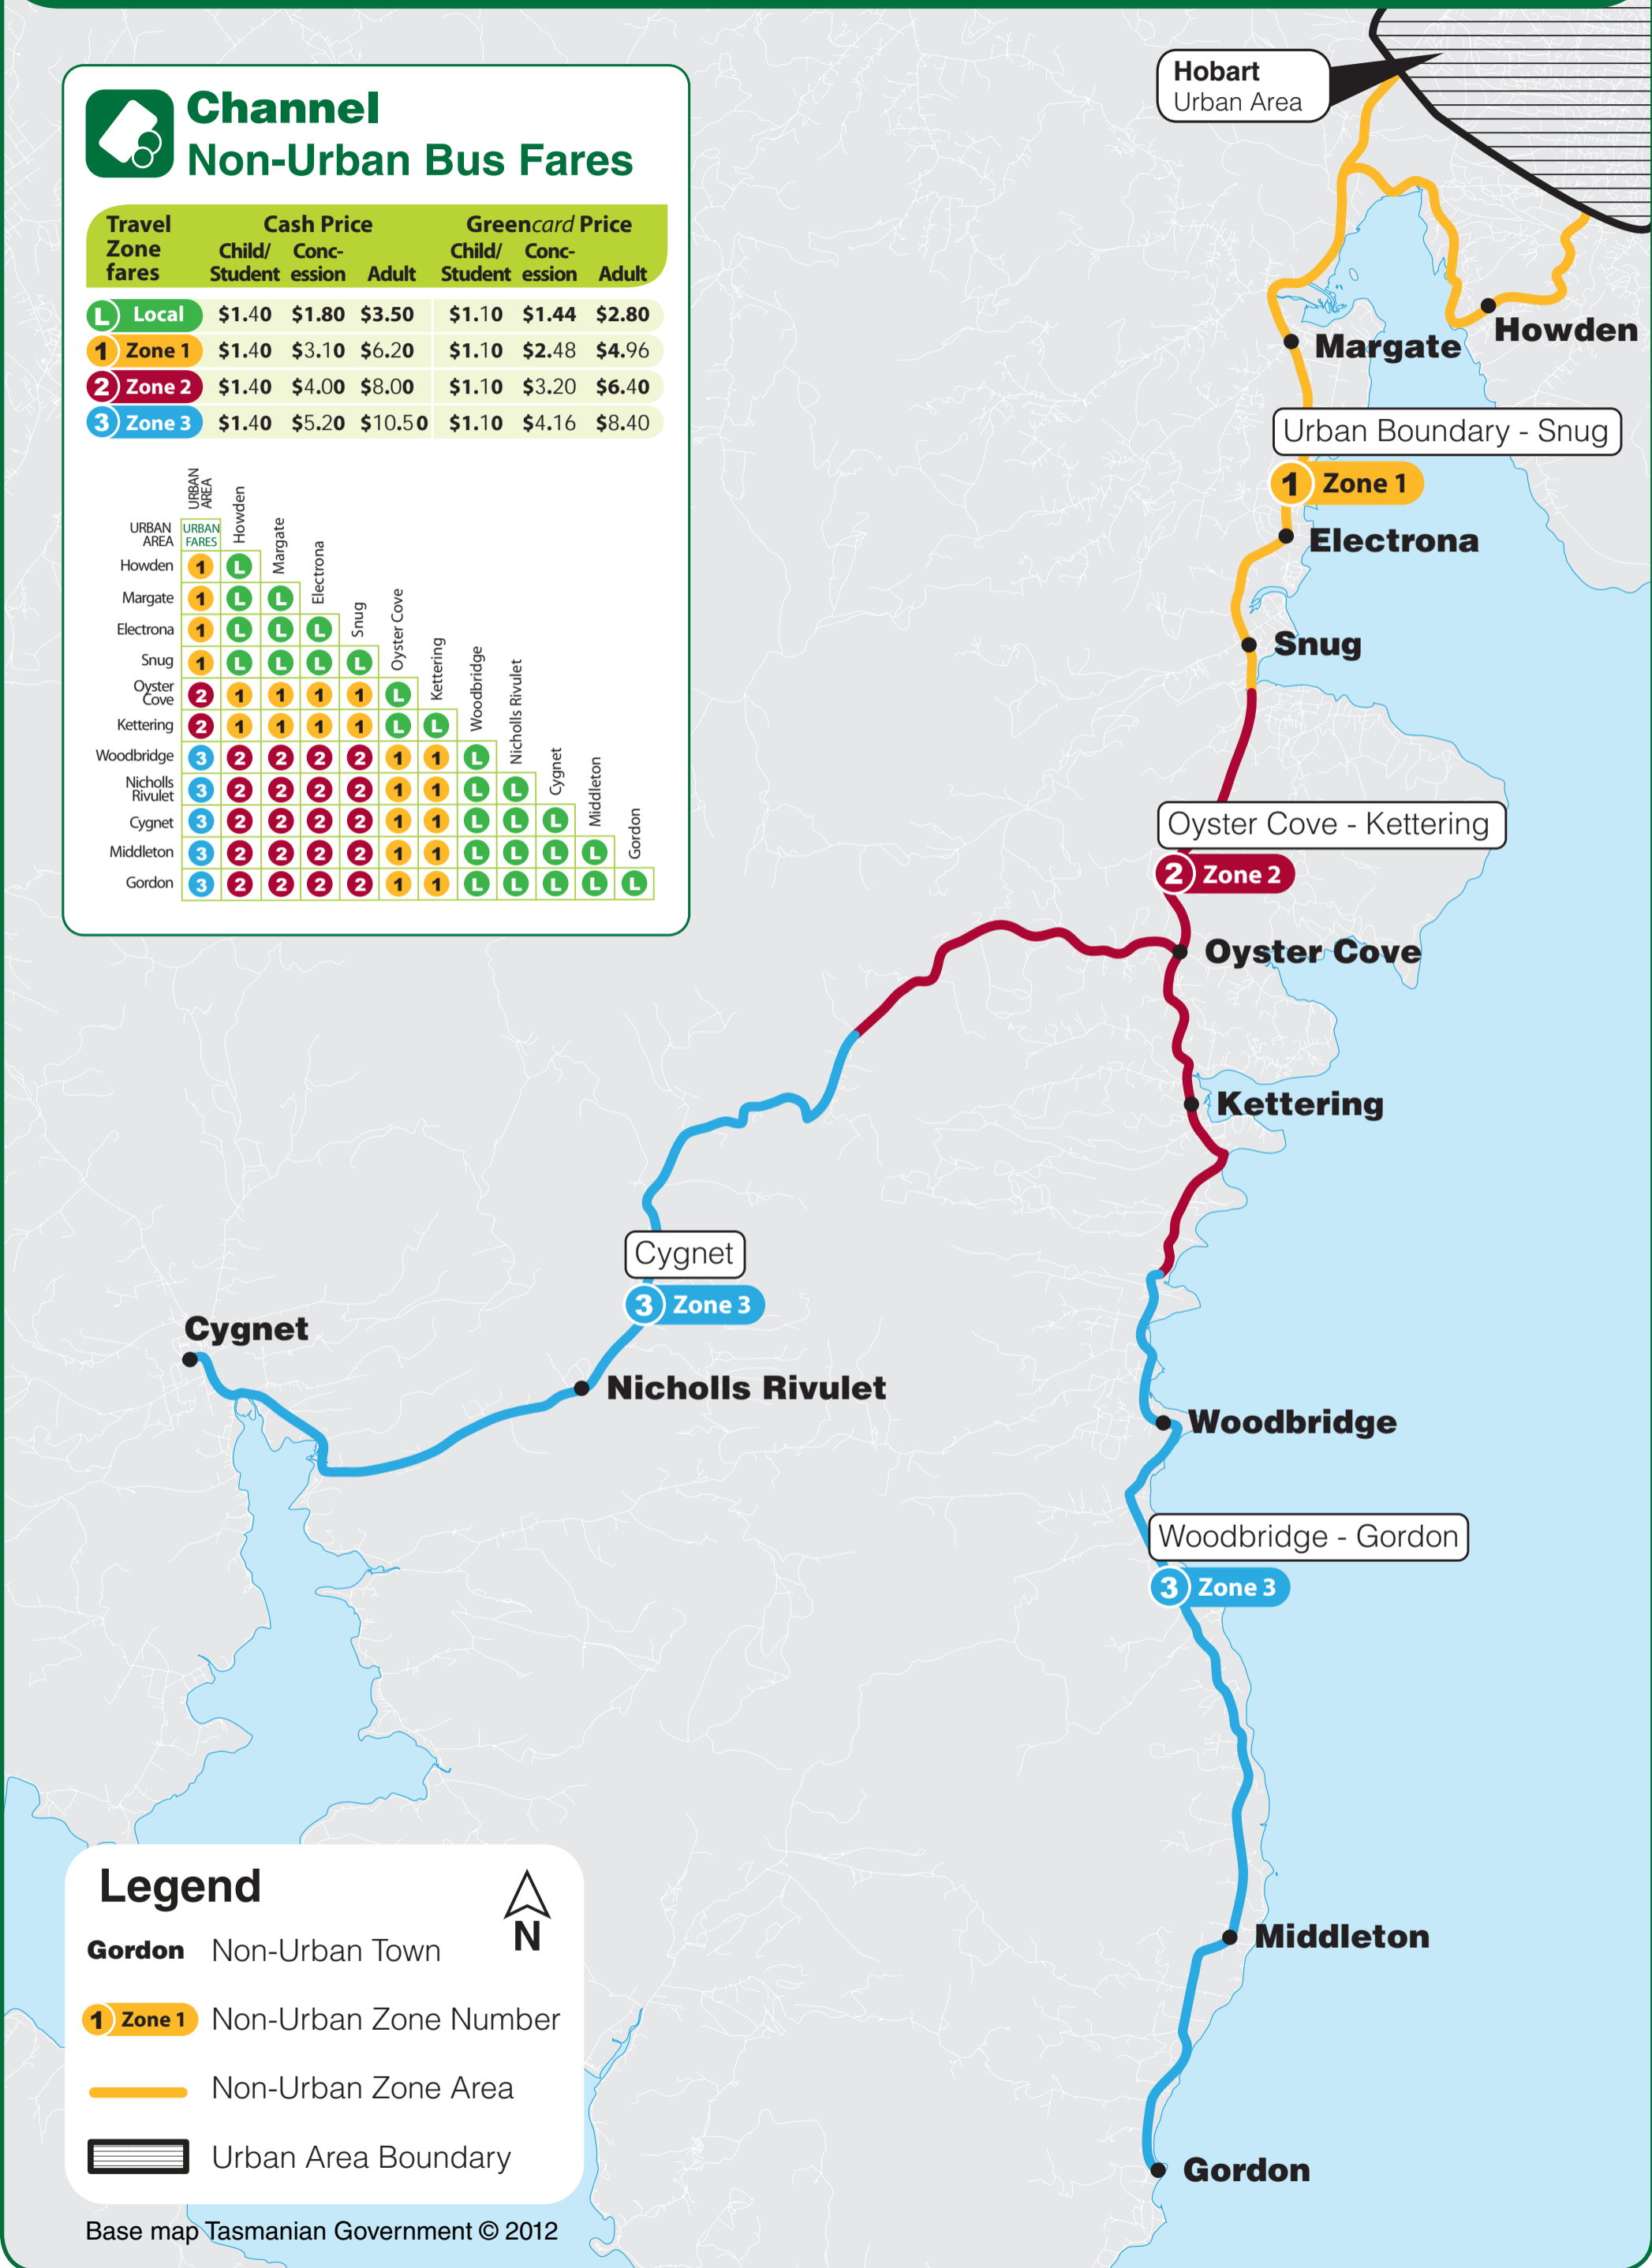 Channel
Non-Urban Bus Fares
Travel Zone fares
Cash Price
Greencard Price
Child/Student Conc-ession Adult Child/Student Conc-ession Adult
L Local $1.40 $1.80 $3.50 $1.10 $1.44 $2.80
1 Zone 1 $1.40 $3.10 $6.20 $1.10 $2.48 $4.96
2 Zone 2 $1.40 $4.00 $8.00 $1.10 $3.20 $6.40
3 Zone 3 $1.40 $5.20 $10.50 $1.10 $4.16 $8.40
URBAN AREA
Howden
Margate
Electrona
Snug
Oyster Cove
Kettering
Woodbridge
Nicholls Rivulet
Cygnet
Middleton
Gordon
URBAN AREA URBAN FARES
Howden 1 L
Margate 1 L L
Electrona 1 L L L
Snug 1 L L L L
Oyster Cove 2 1 1 1 1 L
Kettering 2 1 1 1 1 L L
Woodbridge 3 2 2 2 2 1 1 L
Nicholls Rivulet 3 2 2 2 2 1 1 L L
Cygnet 3 2 2 2 2 1 1 L L L
Middleton 3 2 2 2 2 1 1 L L L L
Gordon 3 2 2 2 2 1 1 L L L L L
Hobart
Urban Area
Howden
Margate
Urban Boundary - Snug
1 Zone 1
Electrona
Snug
Oyster Cove - Kettering
2 Zone 2
Oyster Cove
Kettering
Cygnet
3 Zone 3
Cygnet
Nicholls Rivulet
Woodbridge
Woodbridge - Gordon
3 Zone 3
Middleton
Gordon
Legend
N
Gordon Non-Urban Town
1 Zone 1 Non-Urban Zone Number
Non-Urban Zone Area
Urban Area Boundary
Base map Tasmanian Government © 2012